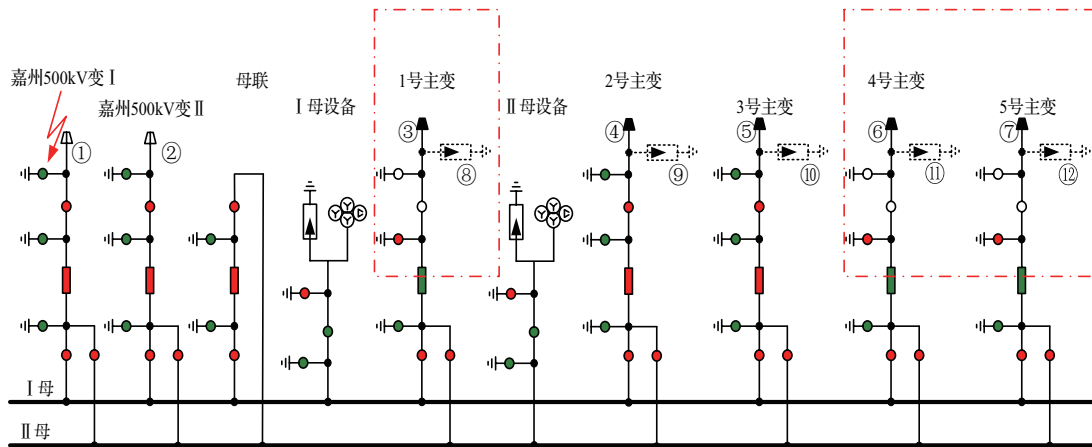 嘉州500kV变Ⅰ
嘉州500kV变Ⅱ
母联
Ⅰ母设备
1号主变
Ⅱ母设备
2号主变
3号主变
4号主变
5号主变
①
②
③
④
⑤
⑥
⑦
⑧
⑨
⑩
⑪
⑫
Ⅰ母
Ⅱ母